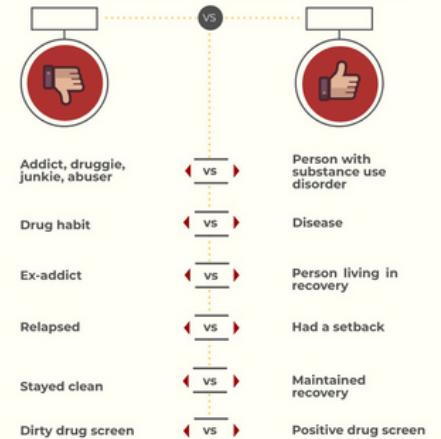 VS
Addict, druggie,
junkie, abuser
VS
Person with
substance use
disorder
Drug habit
VS
Disease
Ex-addict
VS
Person living in
recovery
Relapsed
VS
Had a setback
Stayed clean
VS
Maintained
recovery
Dirty drug screen
VS
Positive drug screen